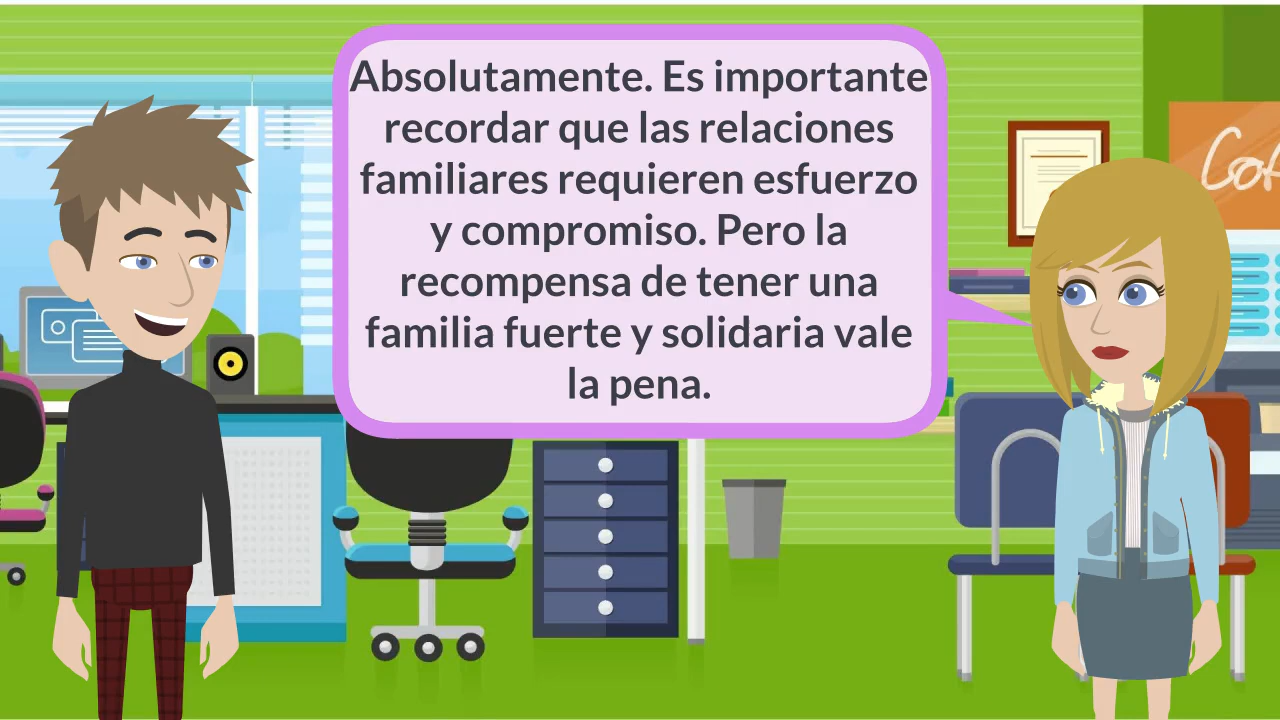 Absolutamente. Es importante
recordar que las relaciones
familiares requieren esfuerzo
y compromiso. Pero la
recompensa de tener una
familia fuerte y solidaria vale
la pena.